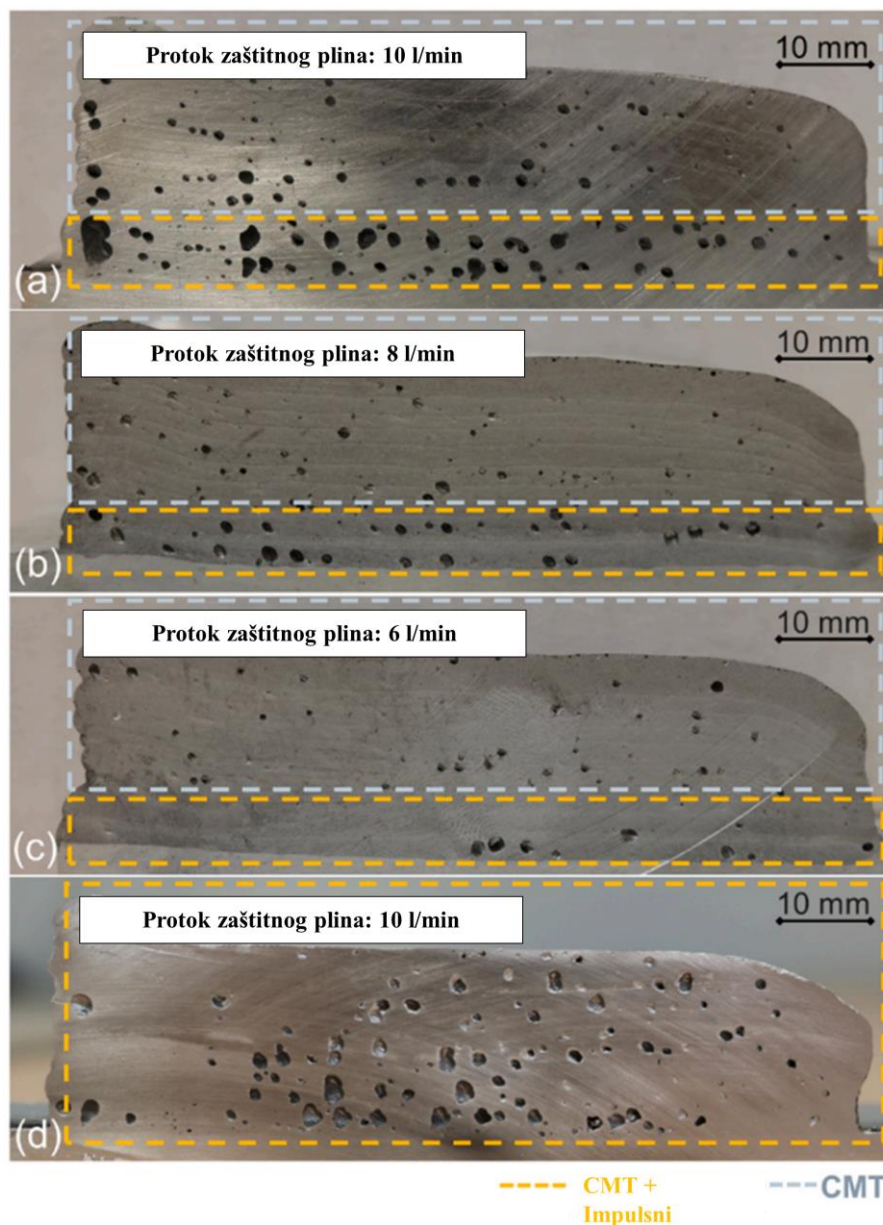 Protok zaštitnog plina: 10 l/min
10 mm
(a)
Protok zaštitnog plina: 8 l/min
10 mm
(b)
Protok zaštitnog plina: 6 l/min
10 mm
(c)
Protok zaštitnog plina: 10 l/min
10 mm
(d)
CMT +
Impulsni
CMT